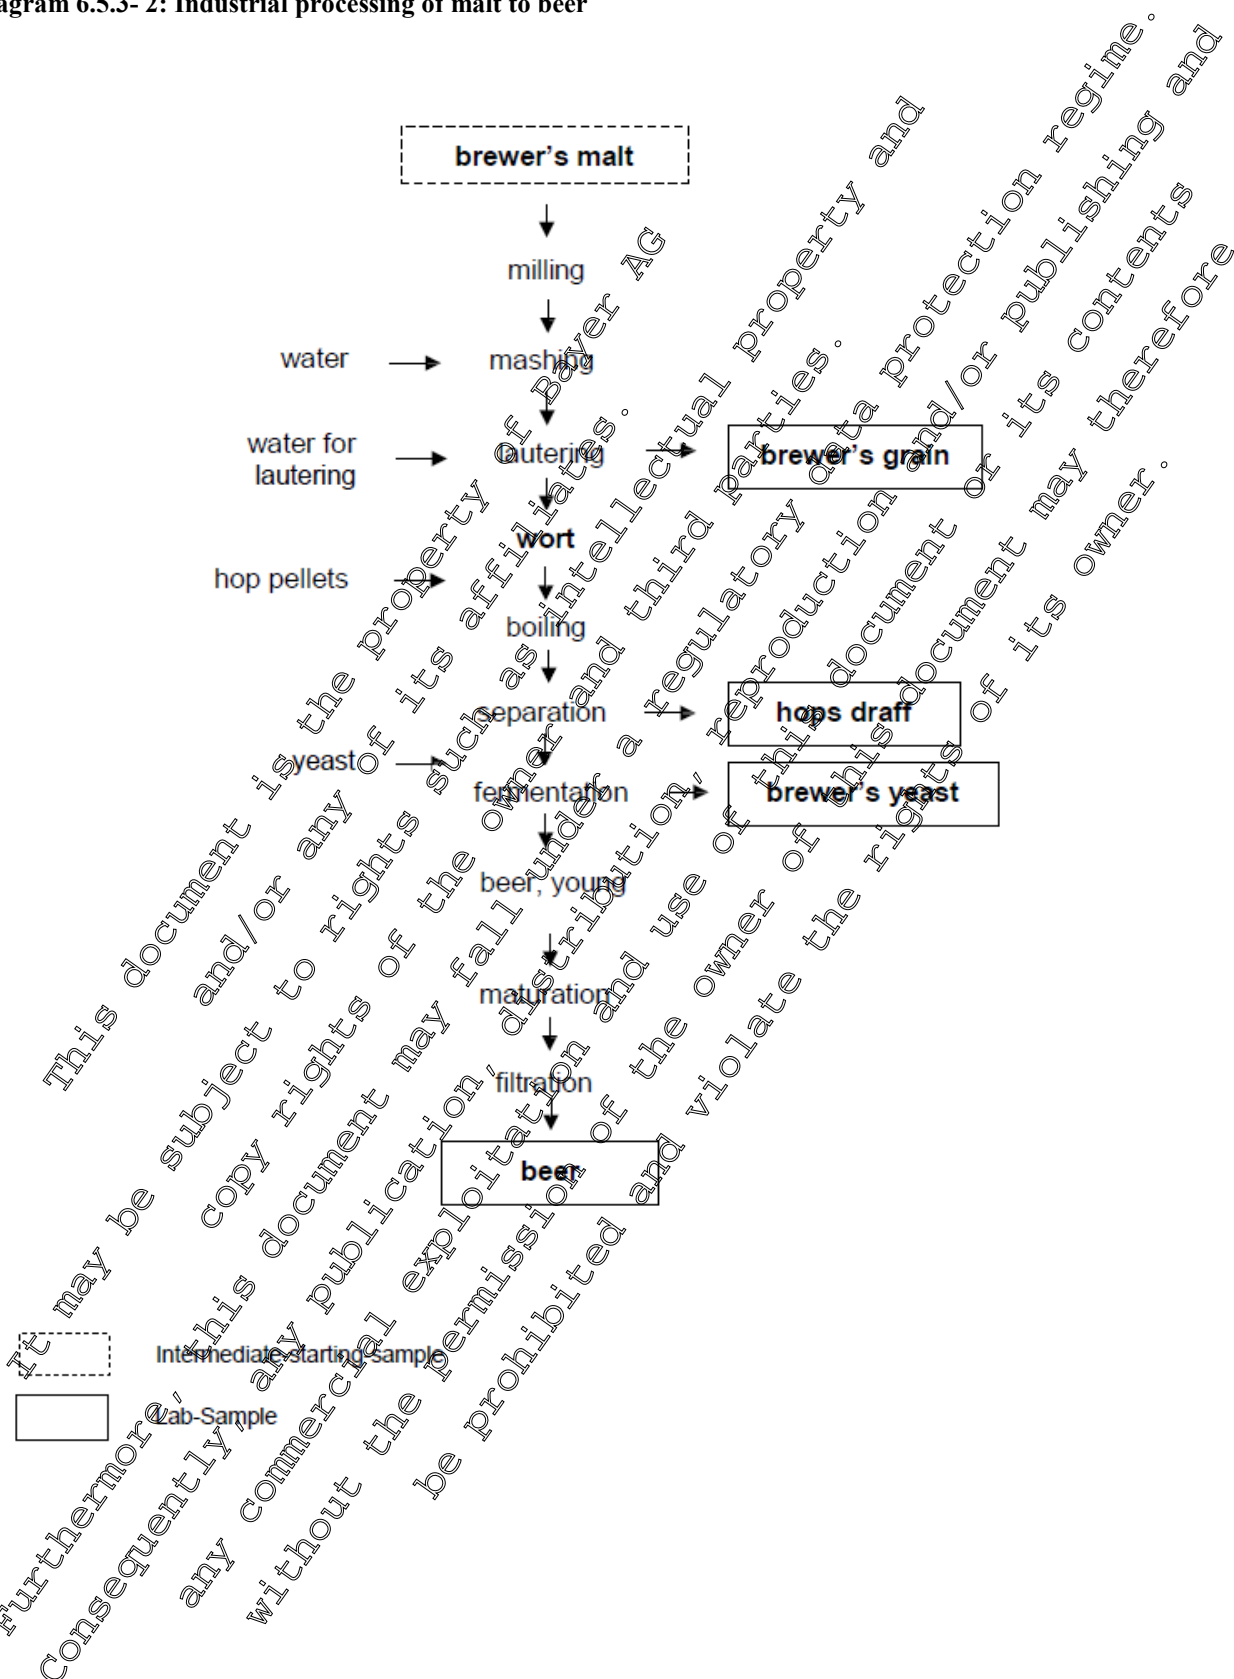 agram 6.5.3- 2: Industrial processing of malt to beer
brewer's malt
milling
water
mashing
water for
lautering
lautering
brewer's grain
wort
hop pellets
boiling
separation
hops draff
yeast
fermentation
brewer's yeast
beer, young
maturation
filtration
beer
Intermediate starting sample
Lab-Sample
This document is the property of Bayer AG
and/or any of its affiliates.
It may be subject to rights such as intellectual property and
copy rights of the owner and third parties.
Furthermore, this document may fall under a regulatory data protection regime.
Consequently, any publication, distribution, reproduction and/or publishing and
any commercial exploitation and use of this document or its contents
without the permission of the owner of this document may therefore
be prohibited and violate the rights of its owner.